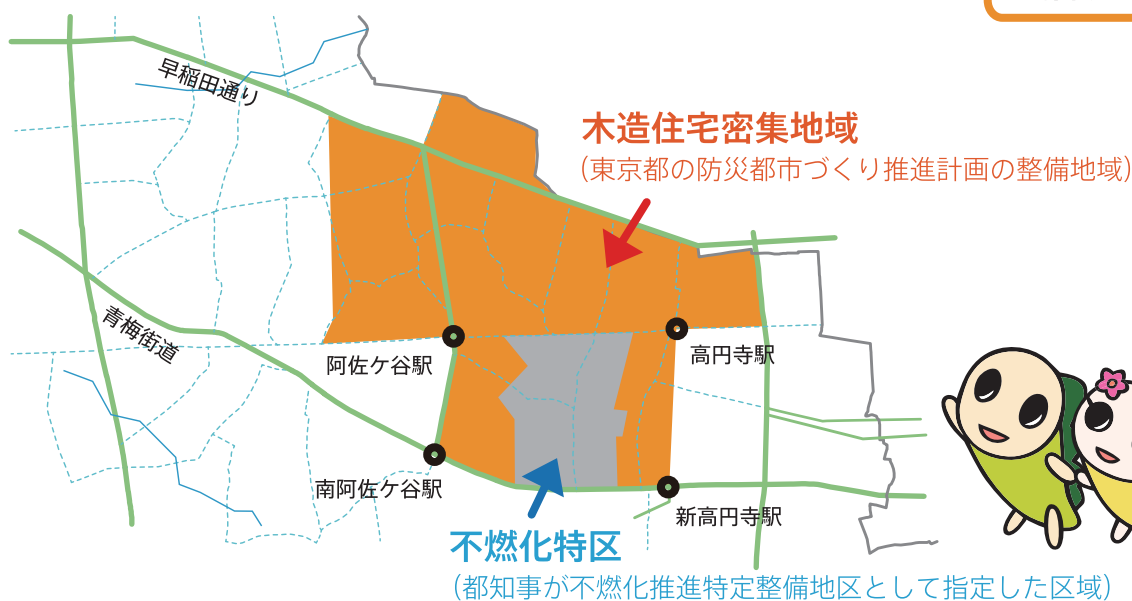 早稲田通り
木造住宅密集地域
(東京都の防災都市づくり推進計画の整備地域)
青梅街道
阿佐ケ谷駅
高円寺駅
南阿佐ケ谷駅
新高円寺駅
不燃化特区
(都知事が不燃化推進特定整備地区として指定した区域)